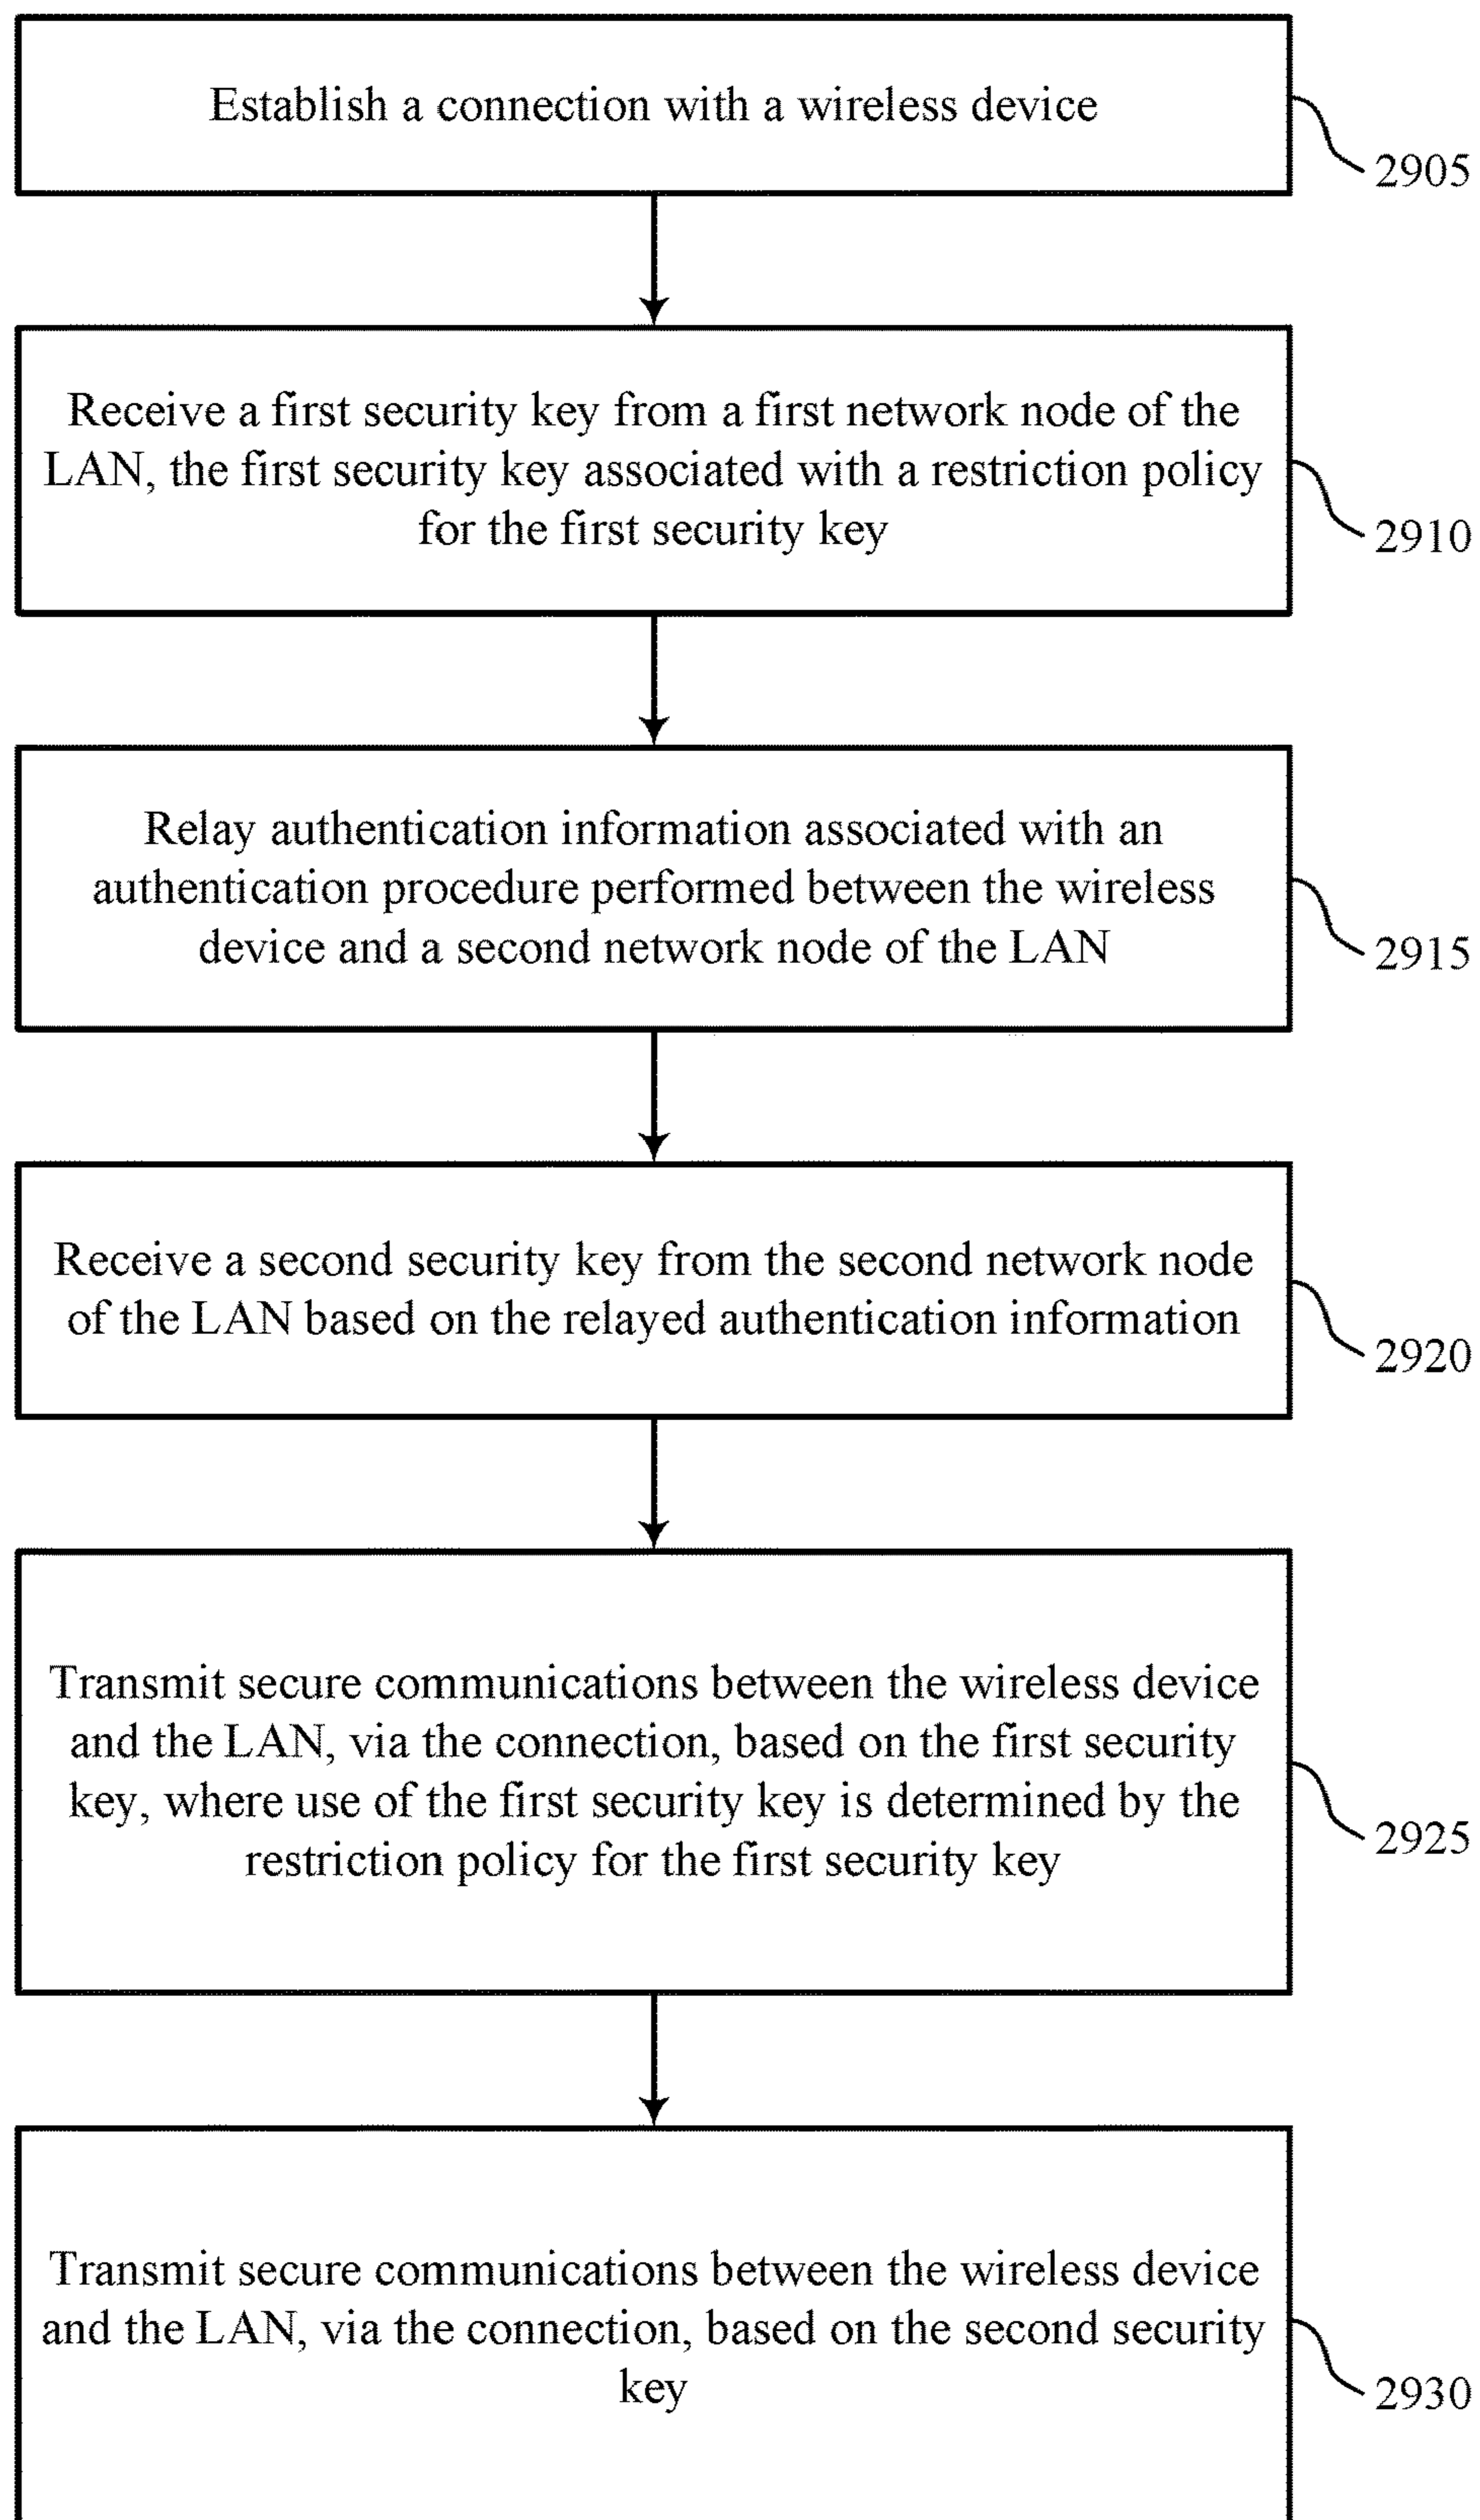 Establish a connection with a wireless device
2905
Receive a first security key from a first network node of the
LAN, the first security key associated with a restriction policy
for the first security key
2910
Relay authentication information associated with an
authentication procedure performed between the wireless
device and a second network node of the LAN
2915
Receive a second security key from the second network node
of the LAN based on the relayed authentication information
2920
Transmit secure communications between the wireless device
and the LAN, via the connection, based on the first security
key, where use of the first security key is determined by the
restriction policy for the first security key
2925
Transmit secure communications between the wireless device
and the LAN, via the connection, based on the second security
key
2930